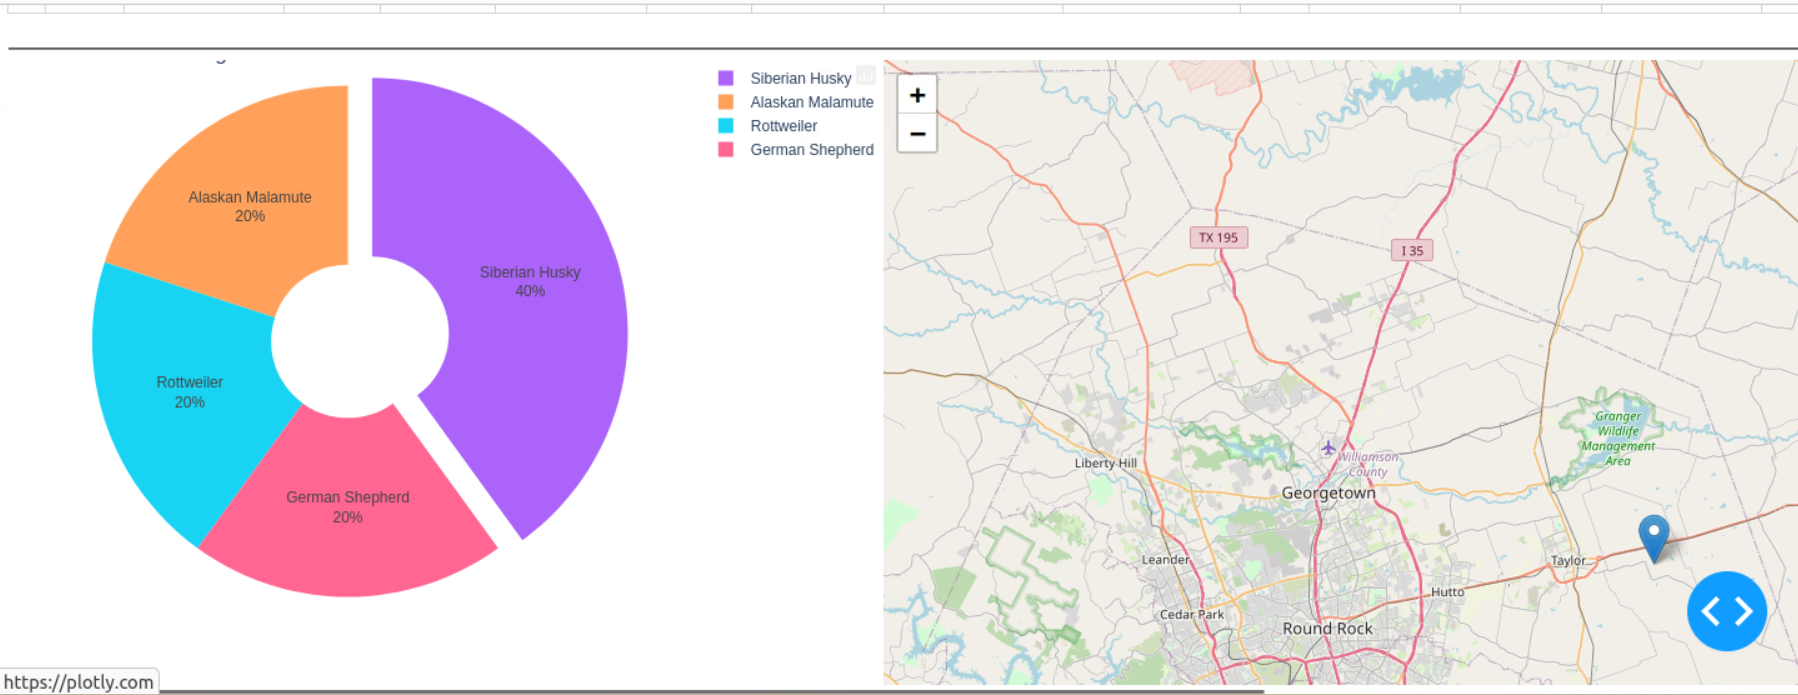 Siberian Husky
Alaskan Malamute
Rottweiler
German Shepherd
Alaskan Malamute
20%
Siberian Husky
40%
Rottweiler
20%
German Shepherd
20%
+
−
TX 195
I 35
Granger
Wildlife
Management
Area
Liberty Hill
Williamson
County
Georgetown
Leander
Taylor
Hutto
Cedar Park
Round Rock
https://plotly.com